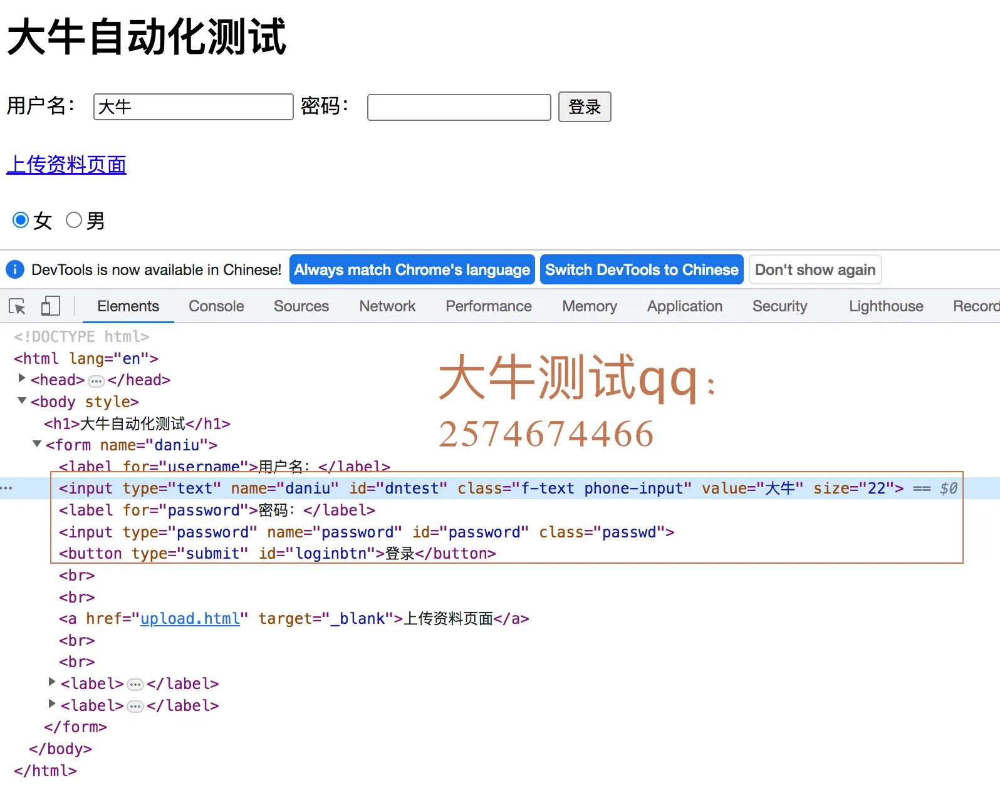 大牛自动化测试
用户名： 大牛 密码： 登录
上传资料页面
女 男
DevTools is now available in Chinese! Always match Chrome's language Switch DevTools to Chinese Don't show again
Elements Console Sources Network Performance Memory Application Security Lighthouse Record
<!DOCTYPE html>
<html lang="en">
<head> ••• </head>
<body style>
<h1>大牛自动化测试</h1>
<form name="daniu">
大牛测试qq：
2574674466
<label for="username">用户名：</label>
<input type="text" name="daniu" id="dntest" class="f-text phone-input" value="大牛" size="22"> == $0
<label for="password">密码：</label>
<input type="password" name="password" id="password" class="passwd">
<button type="submit" id="loginbtn">登录</button>
<br>
<br>
<a href="upload.html" target="_blank">上传资料页面</a>
<br>
<br>
<label> ••• </label>
<label> ••• </label>
</form>
</body>
</html>